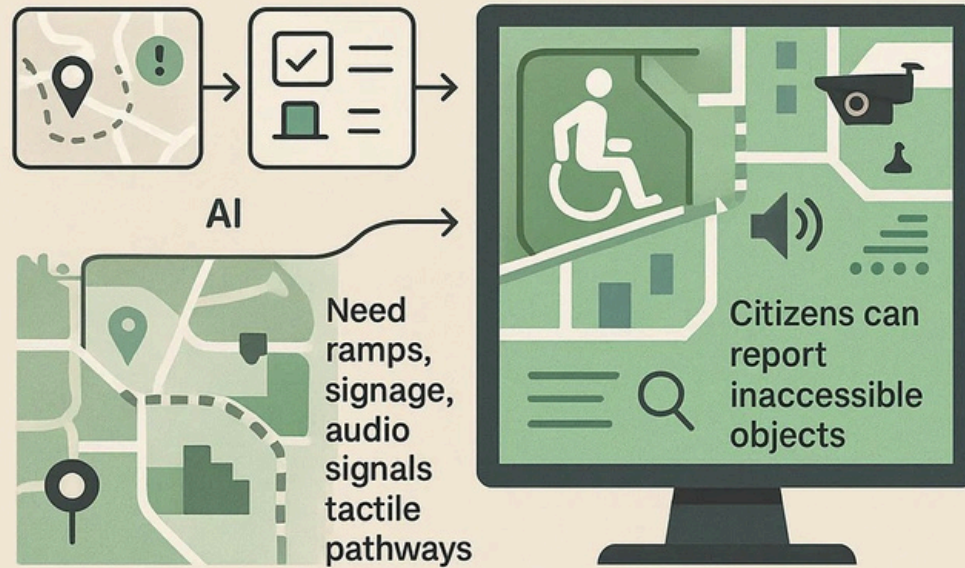 !
AI
Need
ramps,
signage,
audio
signals
tactile
pathways
Citizens can
report
inaccessible
objects